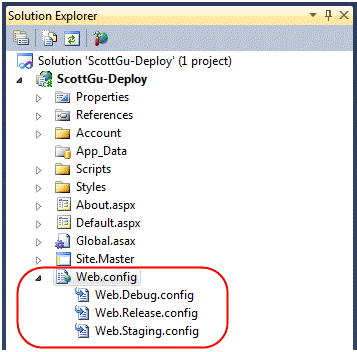 Solution Explorer
Solution 'ScottGu-Deploy' (1 project)
ScottGu-Deploy
Properties
References
Account
App_Data
Scripts
Styles
About.aspx
Default.aspx
Global.asax
Site.Master
Web.config
Web.Debug.config
Web.Release.config
Web.Staging.config